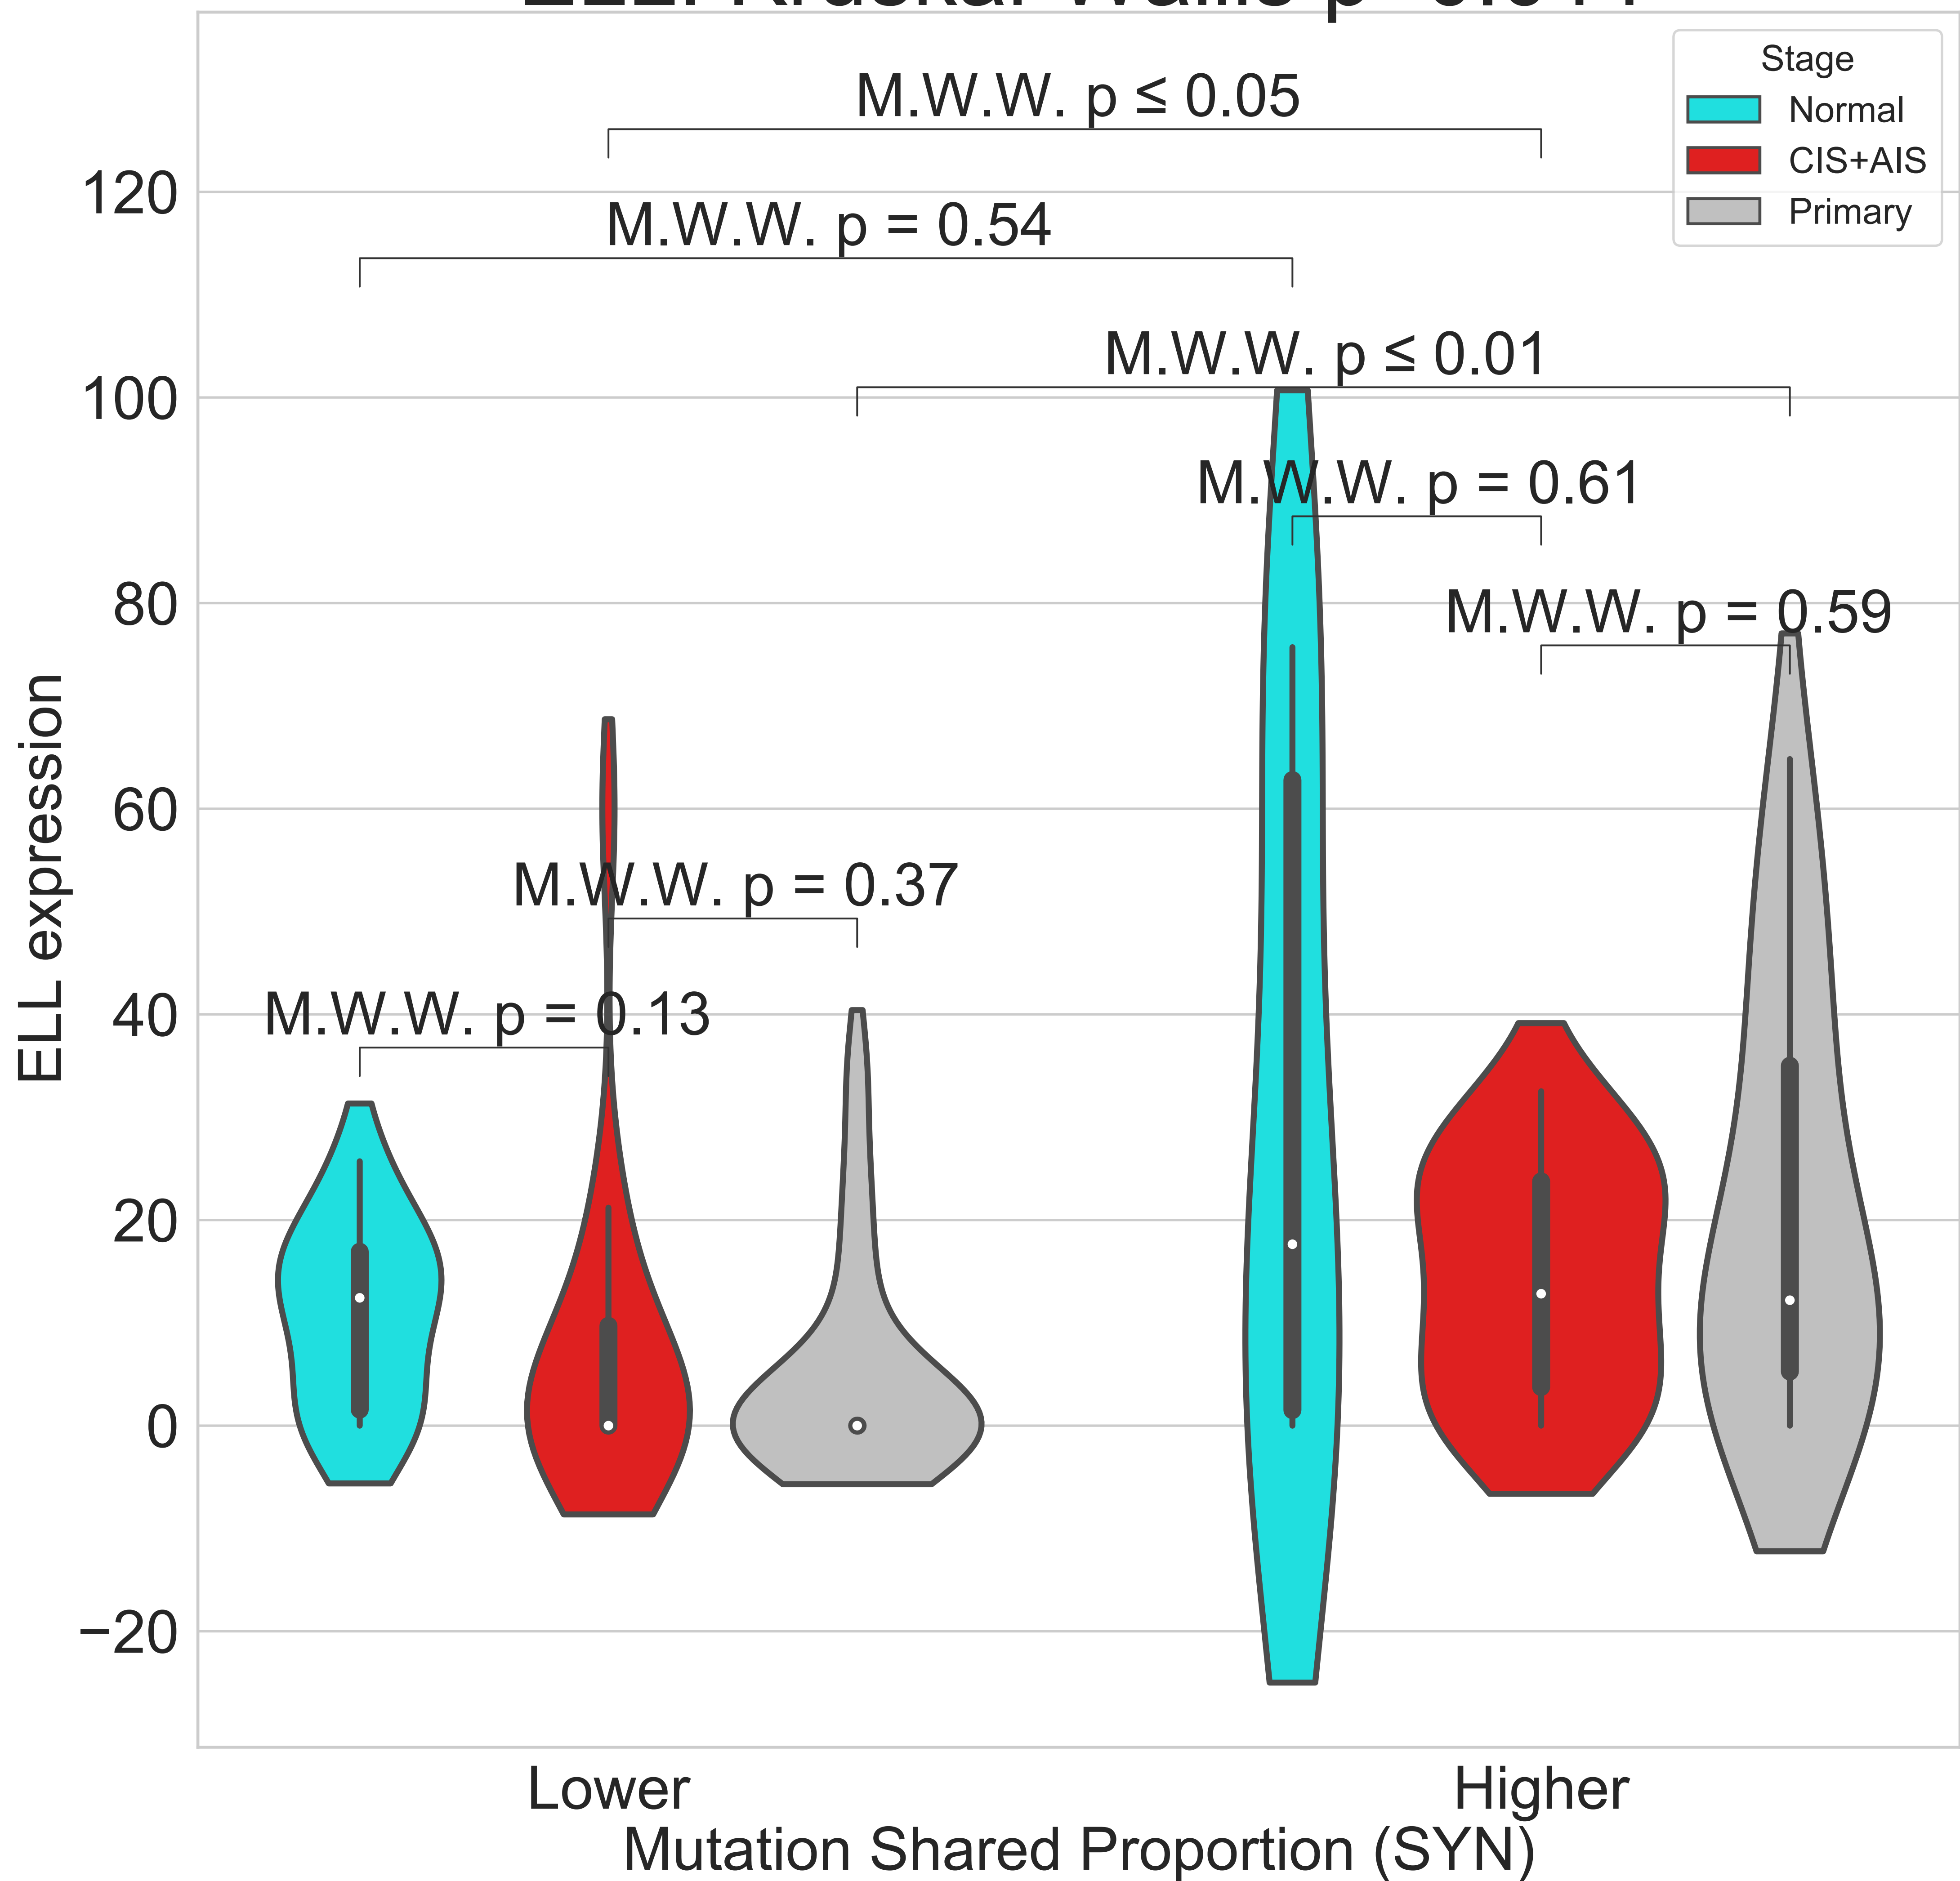 Stage
Normal
CIS+AIS
Primary
M.W.W. p ≤ 0.05
M.W.W. p = 0.54
M.W.W. p ≤ 0.01
M.W.W. p = 0.61
M.W.W. p = 0.59
M.W.W. p = 0.37
M.W.W. p = 0.13
120
100
80
60
40
20
0
−20
ELL expression
Lower
Higher
Mutation Shared Proportion (SYN)